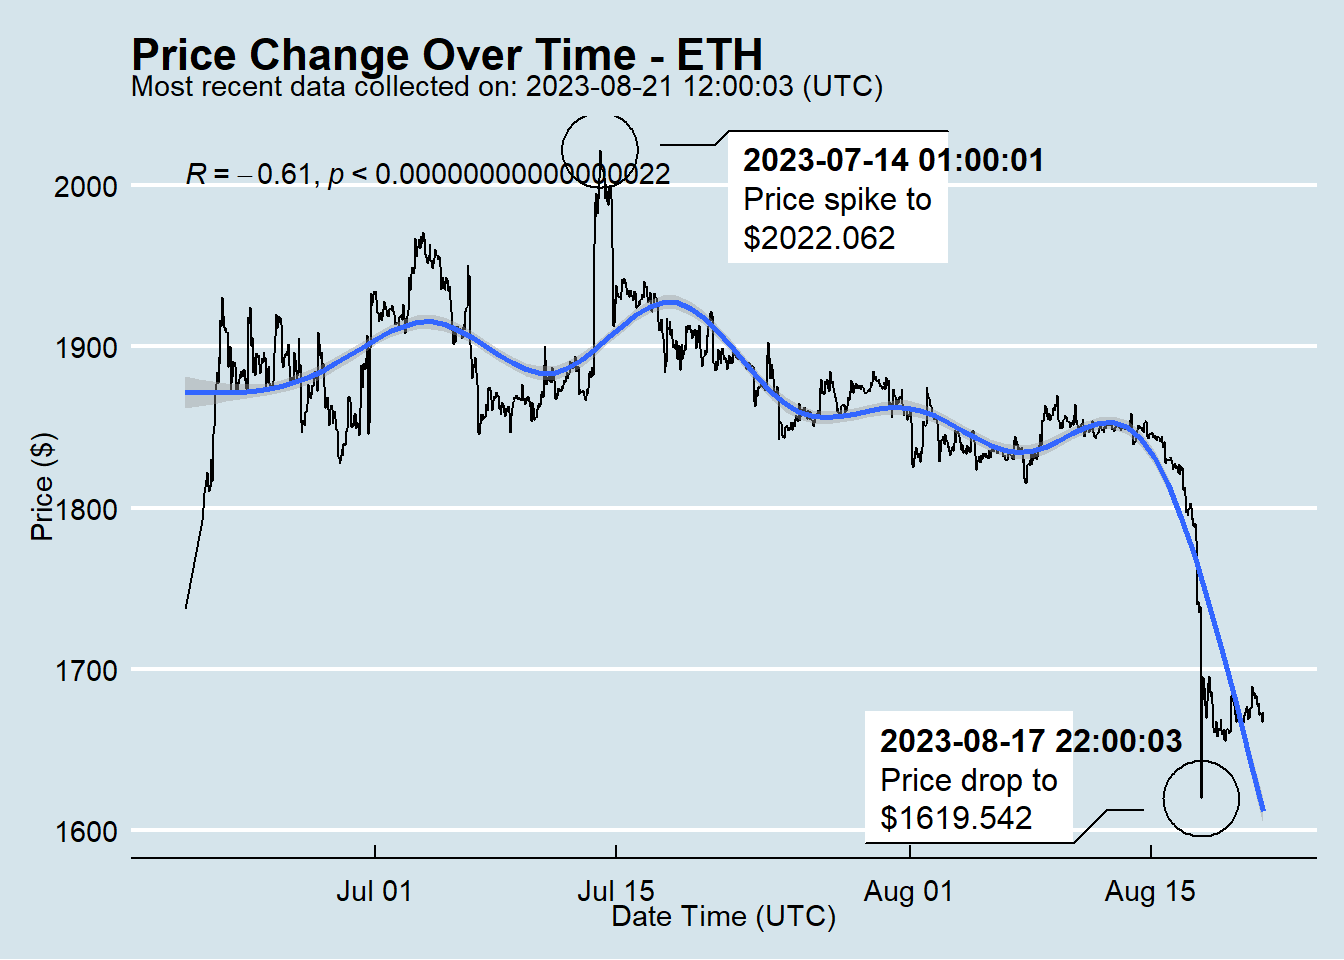 Price Change Over Time - ETH
Most recent data collected on: 2023-08-21 12:00:03 (UTC)
R = −0.61, p < 0.00000000000000022
2023-07-14 01:00:01
Price spike to
$2022.062
2000
1900
1800
1700
1600
Price ($)
2023-08-17 22:00:03
Price drop to
$1619.542
Jul 01
Jul 15
Aug 01
Aug 15
Date Time (UTC)